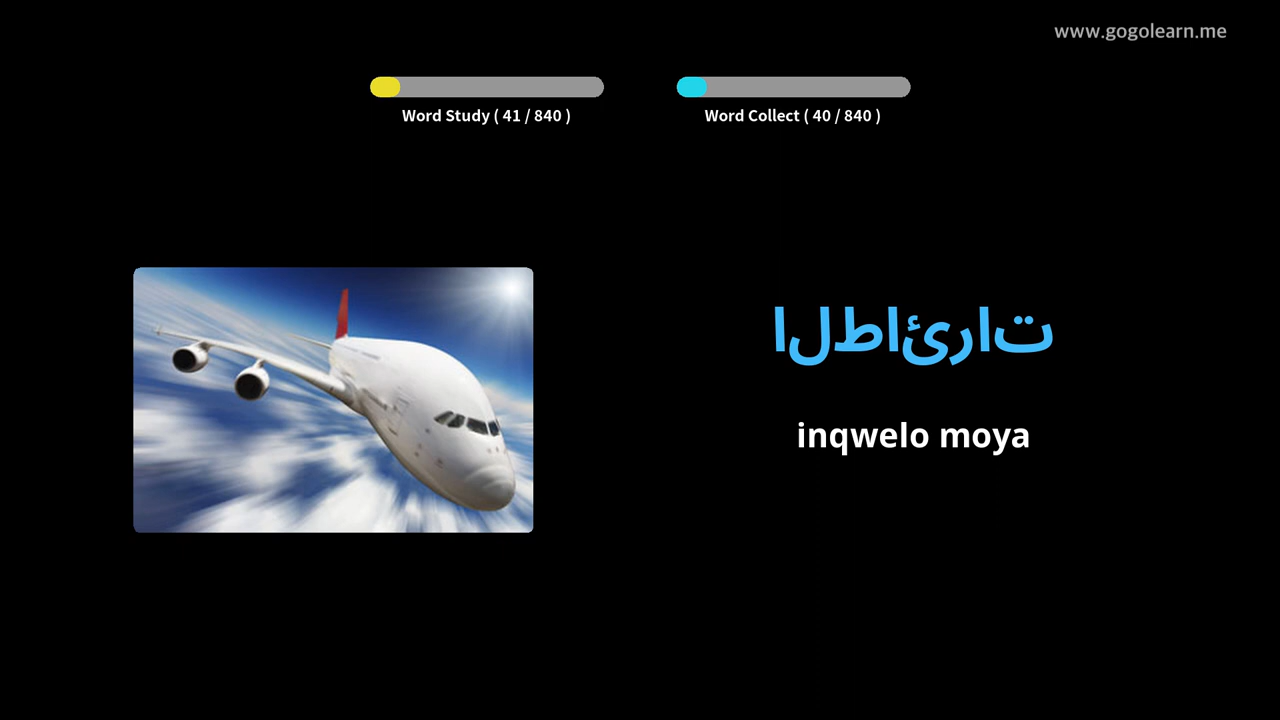 www.gogolearn.me
Word Study ( 41 / 840 )
Word Collect ( 40 / 840 )
الطائرات
inqwelo moya